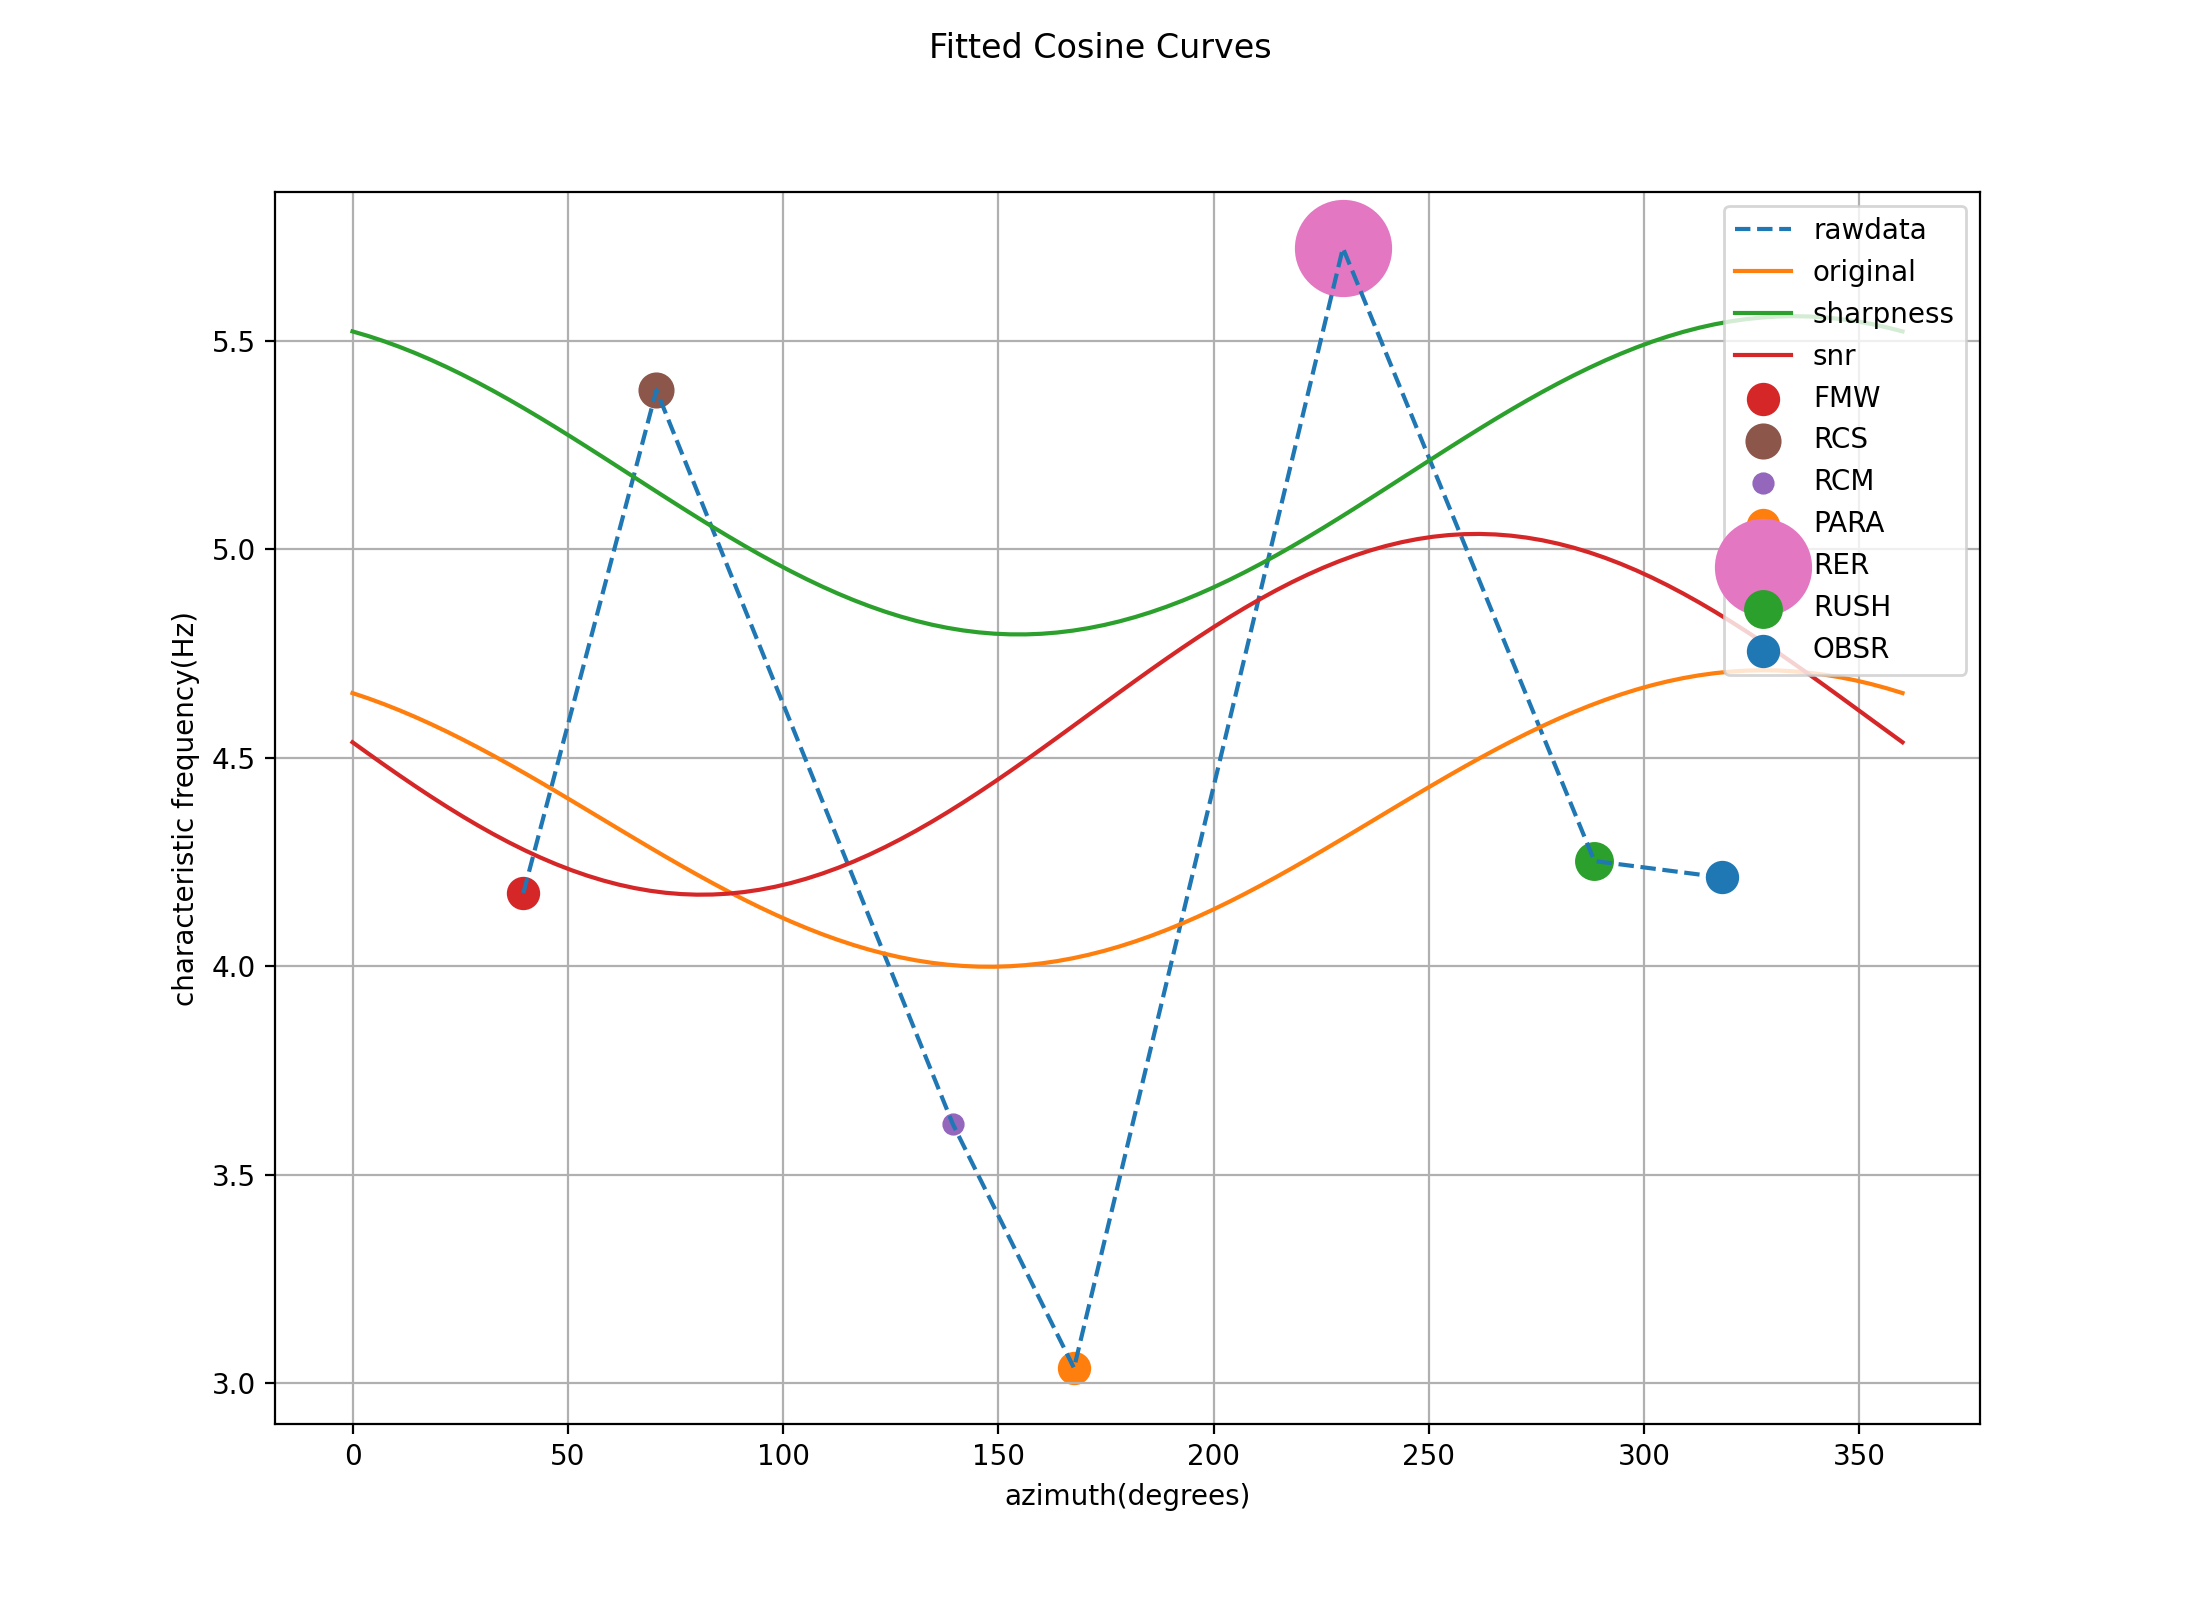 Fitted Cosine Curves
rawdata
original
sharpness
snr
FMW
RCS
RCM
PARA
RER
RUSH
OBSR
characteristic frequency(Hz)
5.5
5.0
4.5
4.0
3.5
3.0
0 50 100 150 200 250 300 350
azimuth(degrees)